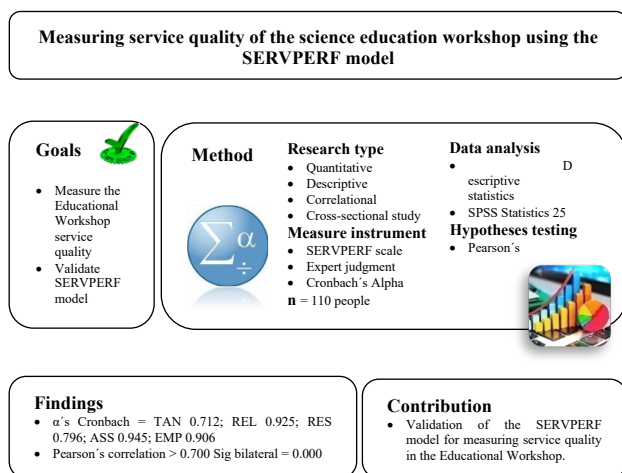 Measuring service quality of the science education workshop using the
SERVPERF model
Goals
• Measure the
Educational
Workshop
service
quality
• Validate
SERVPERF
model
Method
Σ α ÷
Research type
• Quantitative
• Descriptive
• Correlational
• Cross-sectional study
Measure instrument
• SERVPERF scale
• Expert judgment
• Cronbach´s Alpha
n = 110 people
Data analysis
• D
escriptive
statistics
• SPSS Statistics 25
Hypotheses testing
• Pearson´s
Findings
• α´s Cronbach = TAN 0.712; REL 0.925; RES
0.796; ASS 0.945; EMP 0.906
• Pearson´s correlation > 0.700 Sig bilateral = 0.000
Contribution
• Validation of the SERVPERF
model for measuring service quality
in the Educational Workshop.